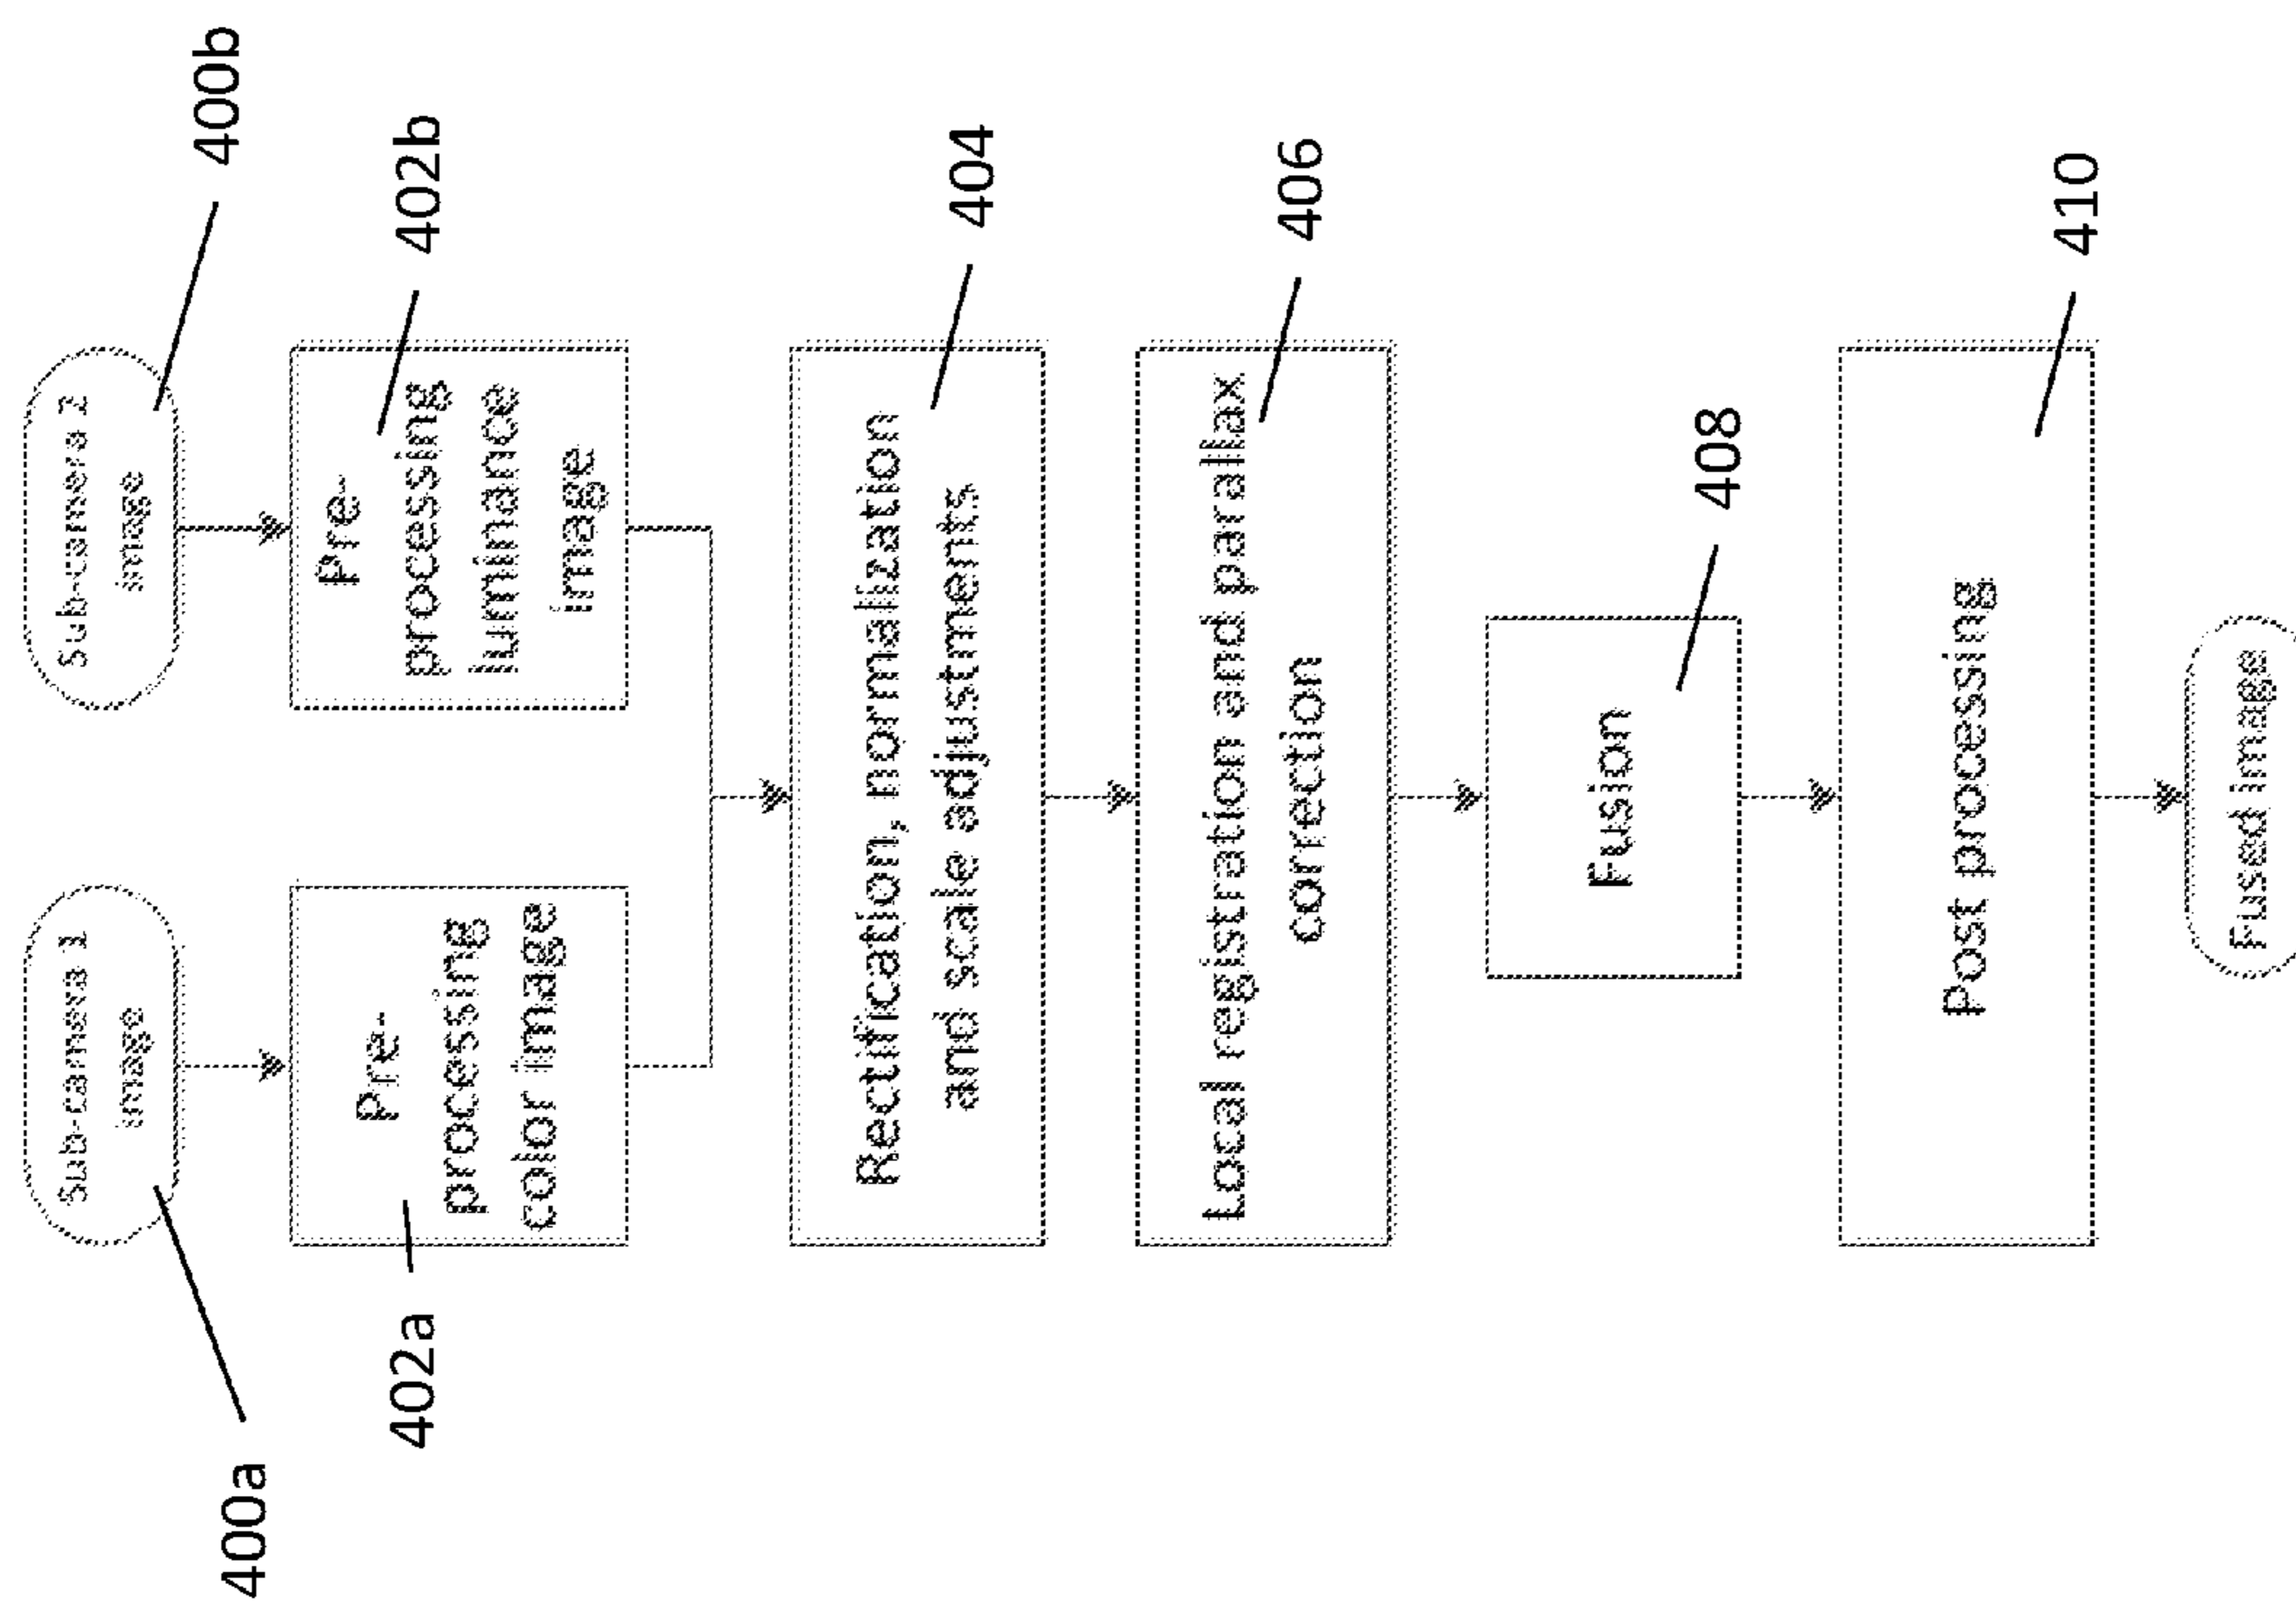 400a
Sub-camera 1
image
Sub-camera 2
image
400b
402a
Pre-
processing
color image
Pre-
processing
luminance
image
402b
Rectification, normalization
and scale adjustments
404
Local registration and parallax
correction
406
Fusion
408
Post processing
410
Fused image